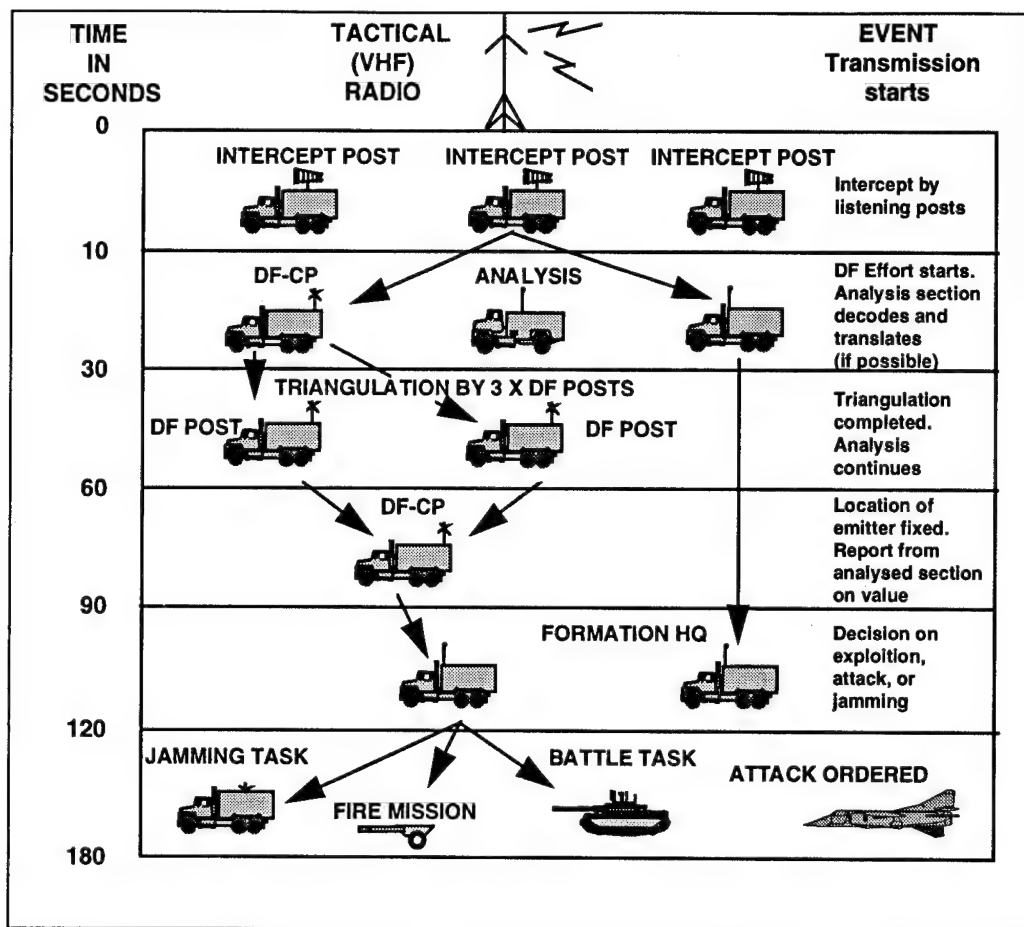 TIME
IN
SECONDS
TACTICAL
(VHF)
RADIO
EVENT
Transmission
starts
0
INTERCEPT POST
INTERCEPT POST
INTERCEPT POST
Intercept by
listening posts
10
DF-CP
ANALYSIS
DF Effort starts.
Analysis section
decodes and
translates
(if possible)
30
TRIANGULATION BY 3 X DF POSTS
DF POST
DF POST
Triangulation
completed.
Analysis
continues
60
DF-CP
Location of
emitter fixed.
Report from
analysed section
on value
90
FORMATION HQ
Decision on
exploition,
attack, or
jamming
120
JAMMING TASK
FIRE MISSION
BATTLE TASK
ATTACK ORDERED
180